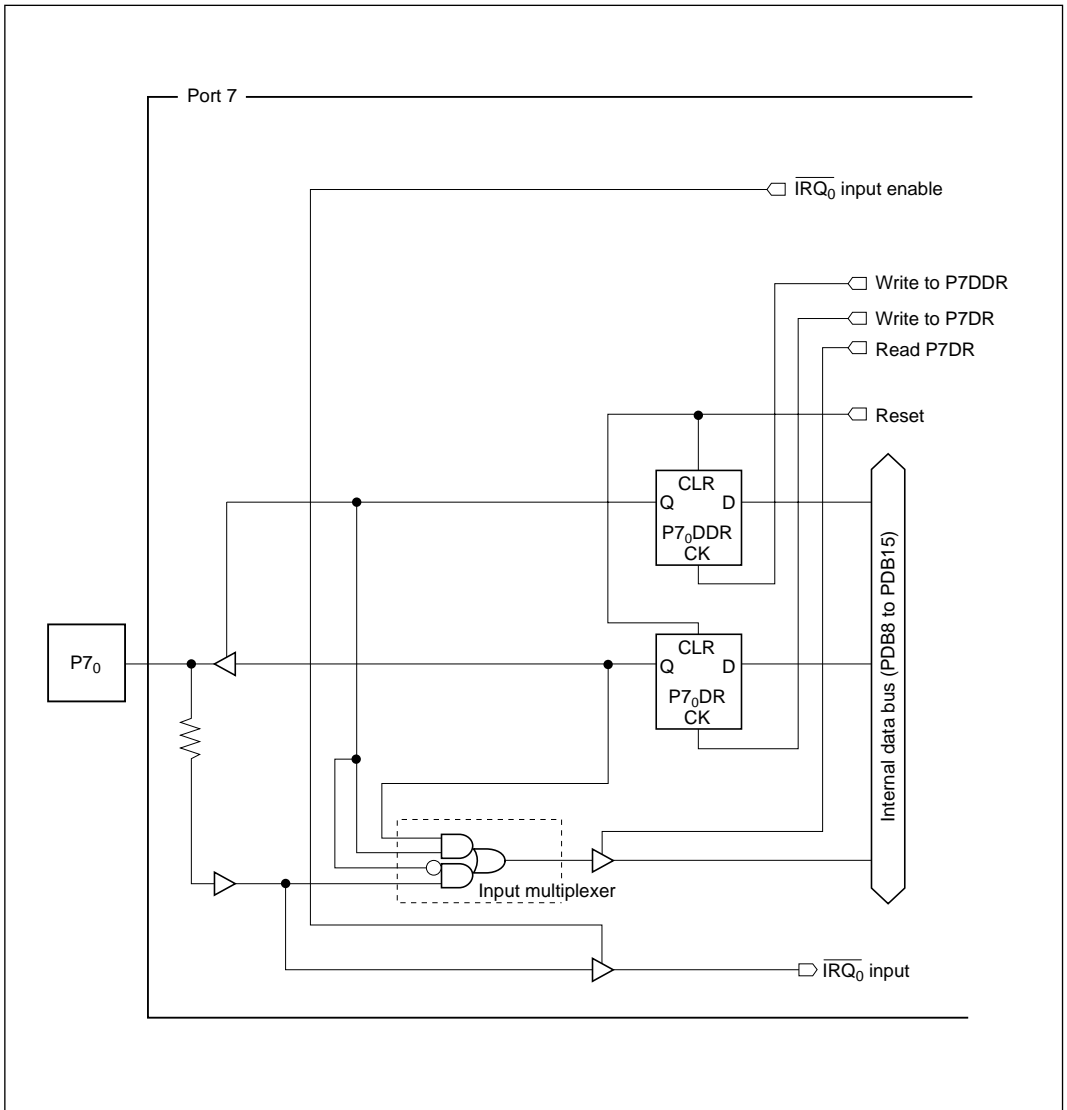 Port 7
IRQ₀ input enable
Write to P7DDR
Write to P7DR
Read P7DR
Reset
CLR
Q D
P7₀DDR
CK
Internal data bus (PDB8 to PDB15)
P7₀
CLR
Q D
P7₀DR
CK
Input multiplexer
IRQ₀ input